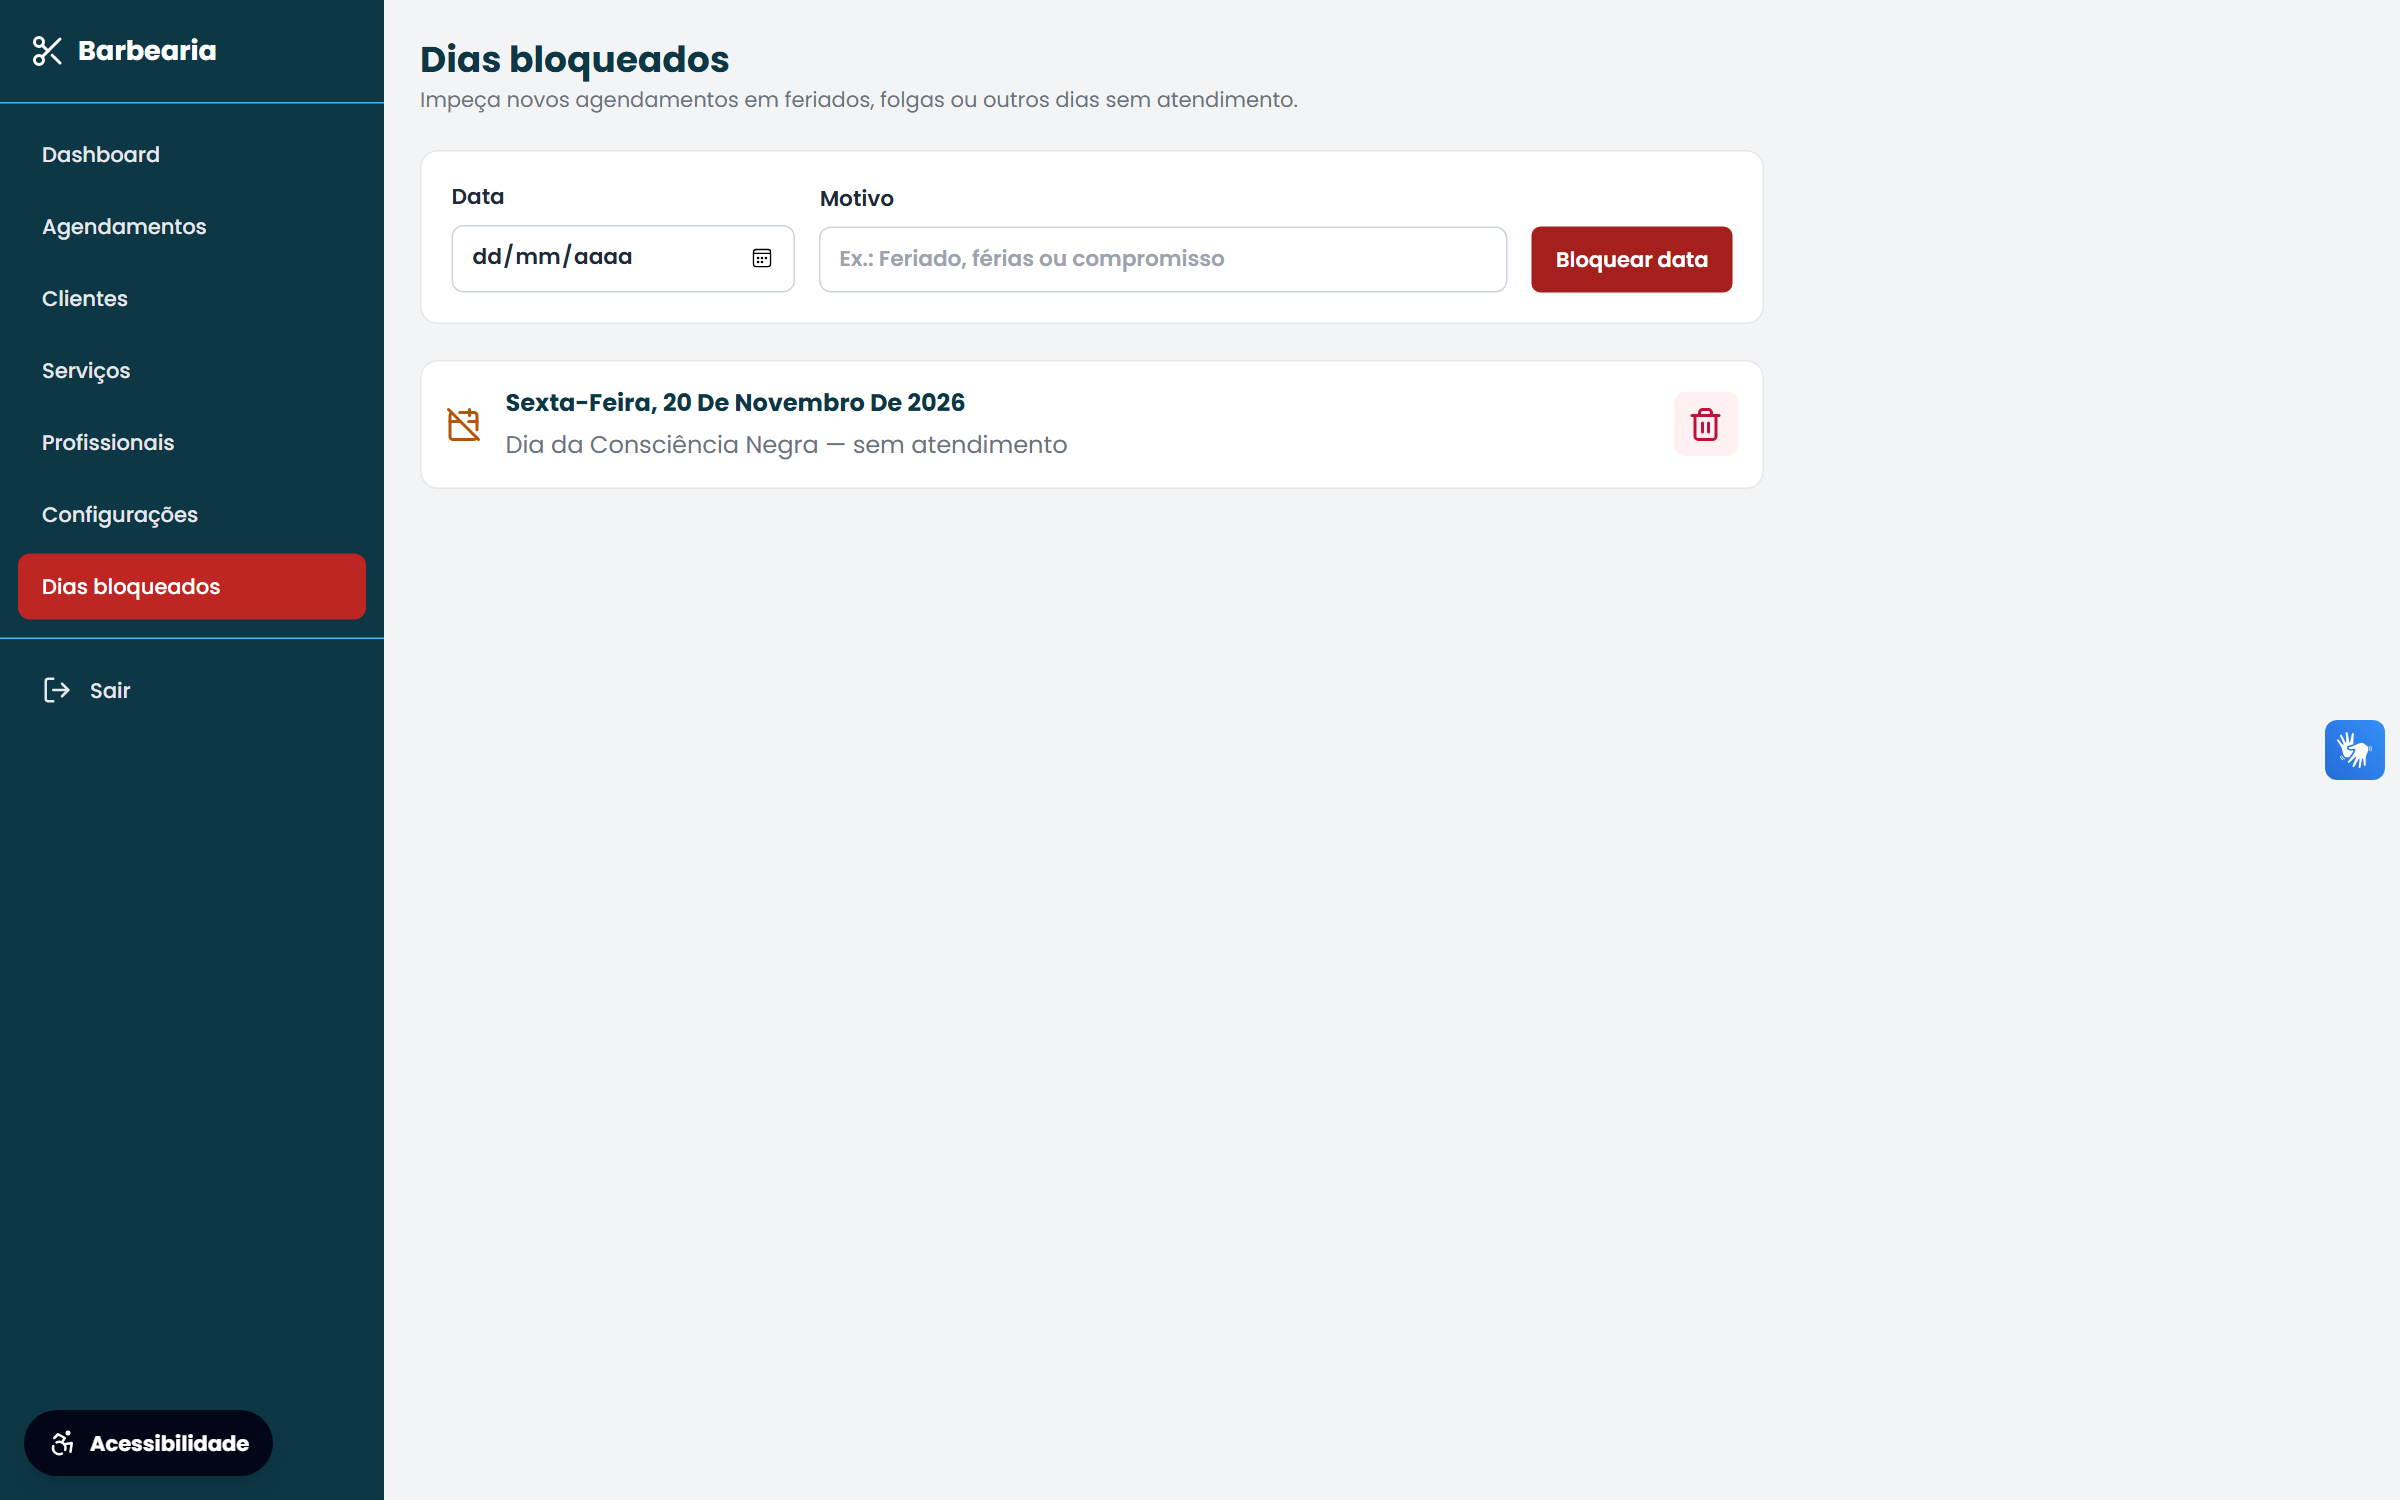 Barbearia
Dashboard
Agendamentos
Clientes
Serviços
Profissionais
Configurações
Dias bloqueados
Sair
Acessibilidade
Dias bloqueados
Impeça novos agendamentos em feriados, folgas ou outros dias sem atendimento.
Data
dd/mm/aaaa
Motivo
Ex.: Feriado, férias ou compromisso
Bloquear data
Sexta-Feira, 20 De Novembro De 2026
Dia da Consciência Negra — sem atendimento